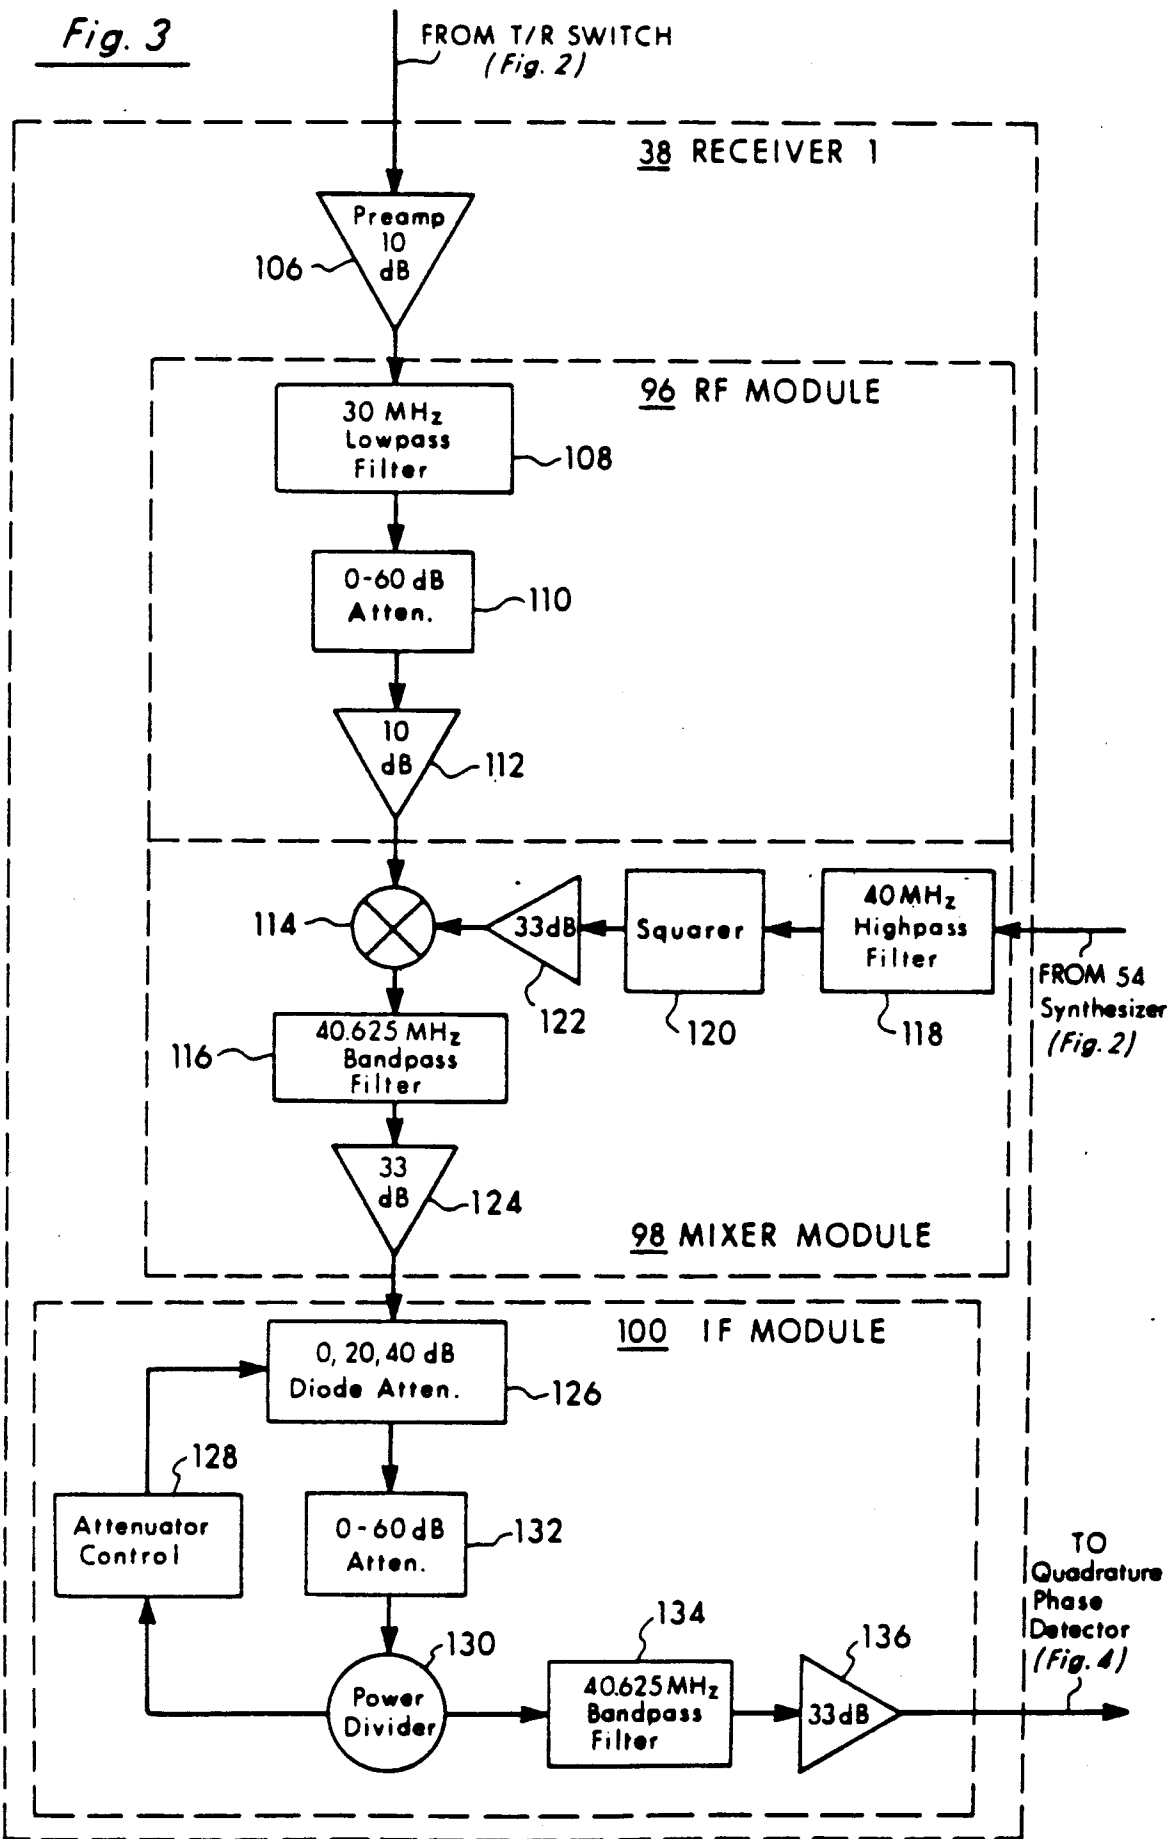 Fig. 3
FROM T/R SWITCH
(Fig. 2)
38 RECEIVER 1
Preamp
10
dB
106
96 RF MODULE
30 MHz
Lowpass
Filter
108
0-60 dB
Atten.
110
10
dB
112
114
33dB
122
Squarer
120
40MHz
Highpass
Filter
118
FROM 54
Synthesizer
(Fig. 2)
116
40.625 MHz
Bandpass
Filter
33
dB
124
98 MIXER MODULE
100 IF MODULE
0, 20, 40 dB
Diode Atten.
126
128
Attenuator
Control
0-60dB
Atten.
132
130
Power
Divider
134
40.625MHz
Bandpass
Filter
136
33dB
TO
Quadrature
Phase
Detector
(Fig. 4)